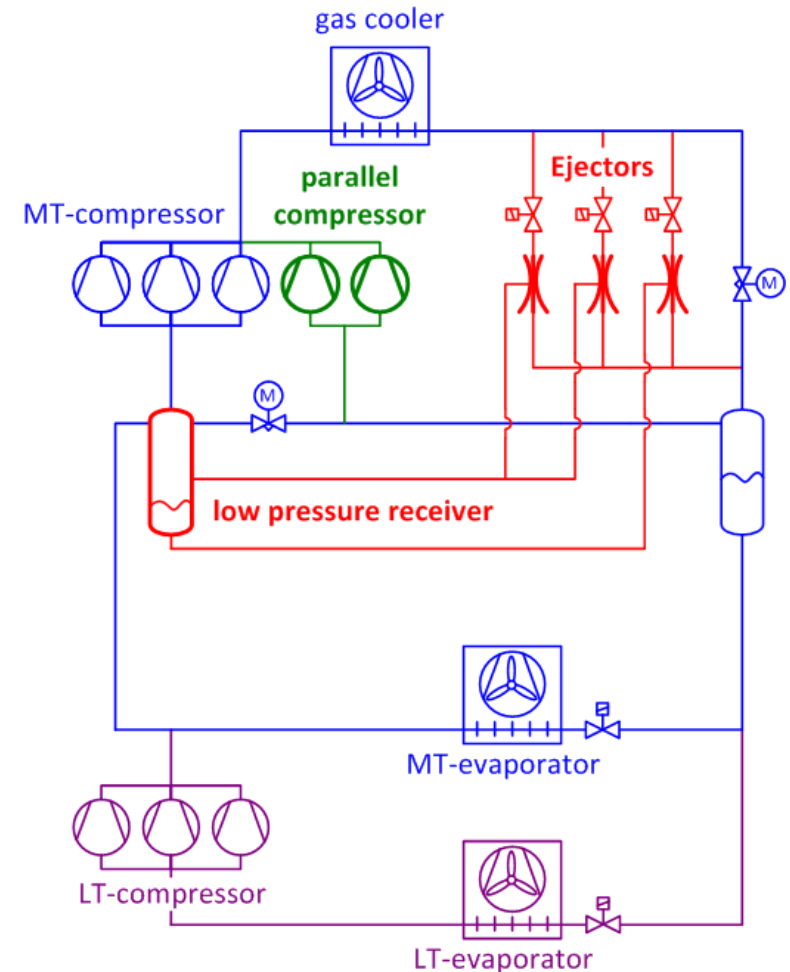 gas cooler
parallel
compressor
Ejectors
MT-compressor
M
M
low pressure receiver
MT-evaporator
LT-compressor
LT-evaporator